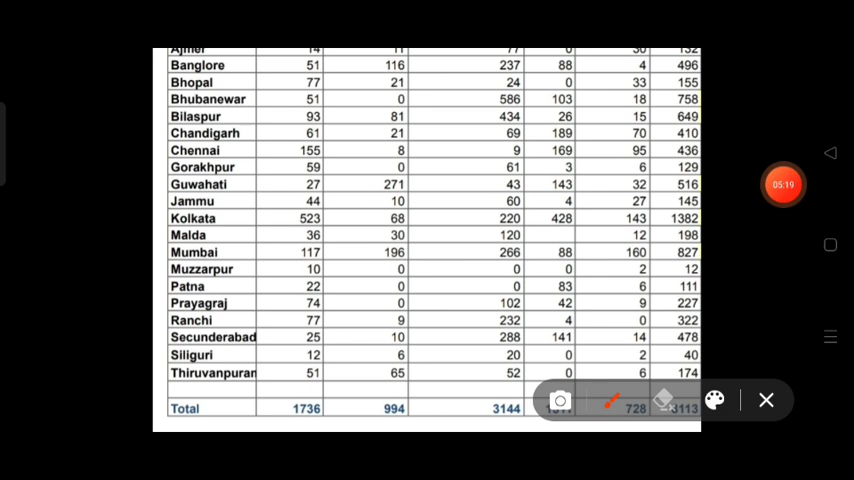 Ajmer 14 11 77 0 30 132
Banglore 51 116 237 88 4 496
Bhopal 77 21 24 0 33 155
Bhubanewar 51 0 586 103 18 758
Bilaspur 93 81 434 26 15 649
Chandigarh 61 21 69 189 70 410
Chennai 155 8 9 169 95 436
Gorakhpur 59 0 61 3 6 129
Guwahati 27 271 43 143 32 516
Jammu 44 10 60 4 27 145
Kolkata 523 68 220 428 143 1382
Malda 36 30 120 12 198
Mumbai 117 196 266 88 160 827
Muzzarpur 10 0 0 0 2 12
Patna 22 0 0 83 6 111
Prayagraj 74 0 102 42 9 227
Ranchi 77 9 232 4 0 322
Secunderabad 25 10 288 141 14 478
Siliguri 12 6 20 0 2 40
Thiruvanpuran 51 65 52 0 6 174
Total 1736 994 3144 728
05:19